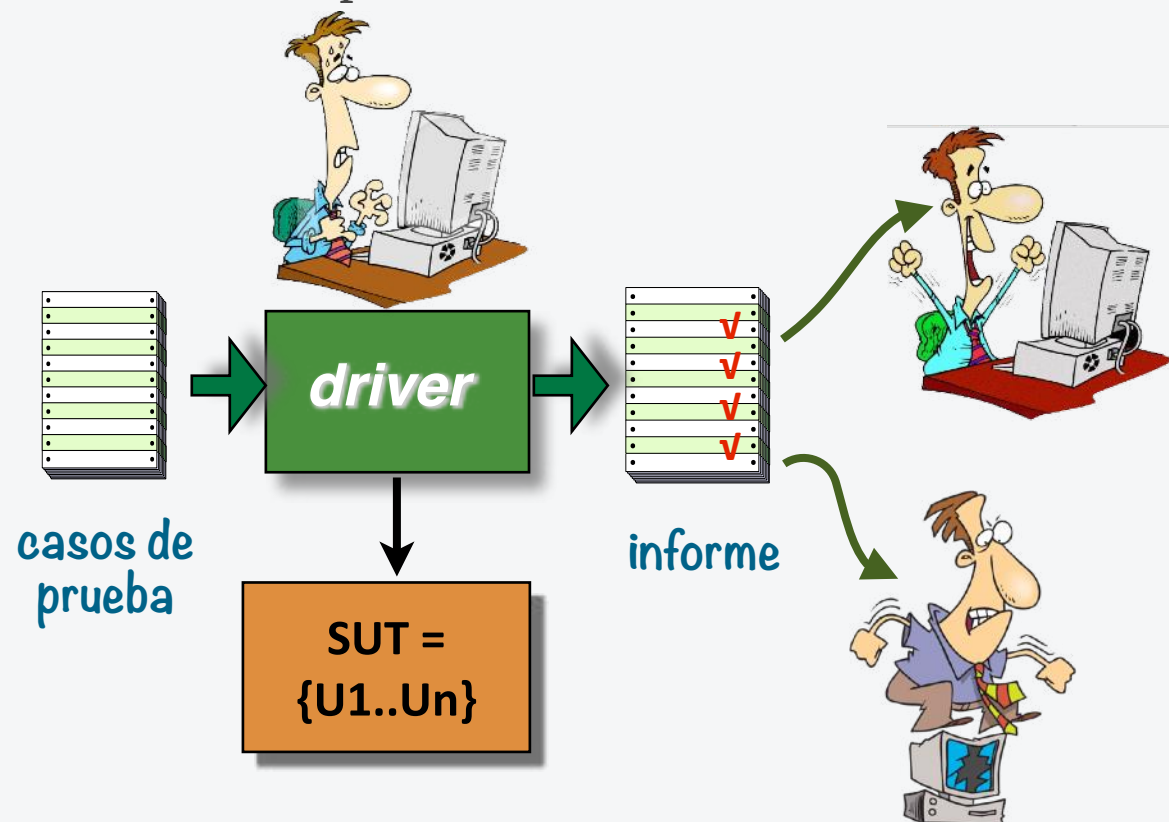 driver
√
√
√
√
casos de
prueba
informe
SUT =
{U1..Un}